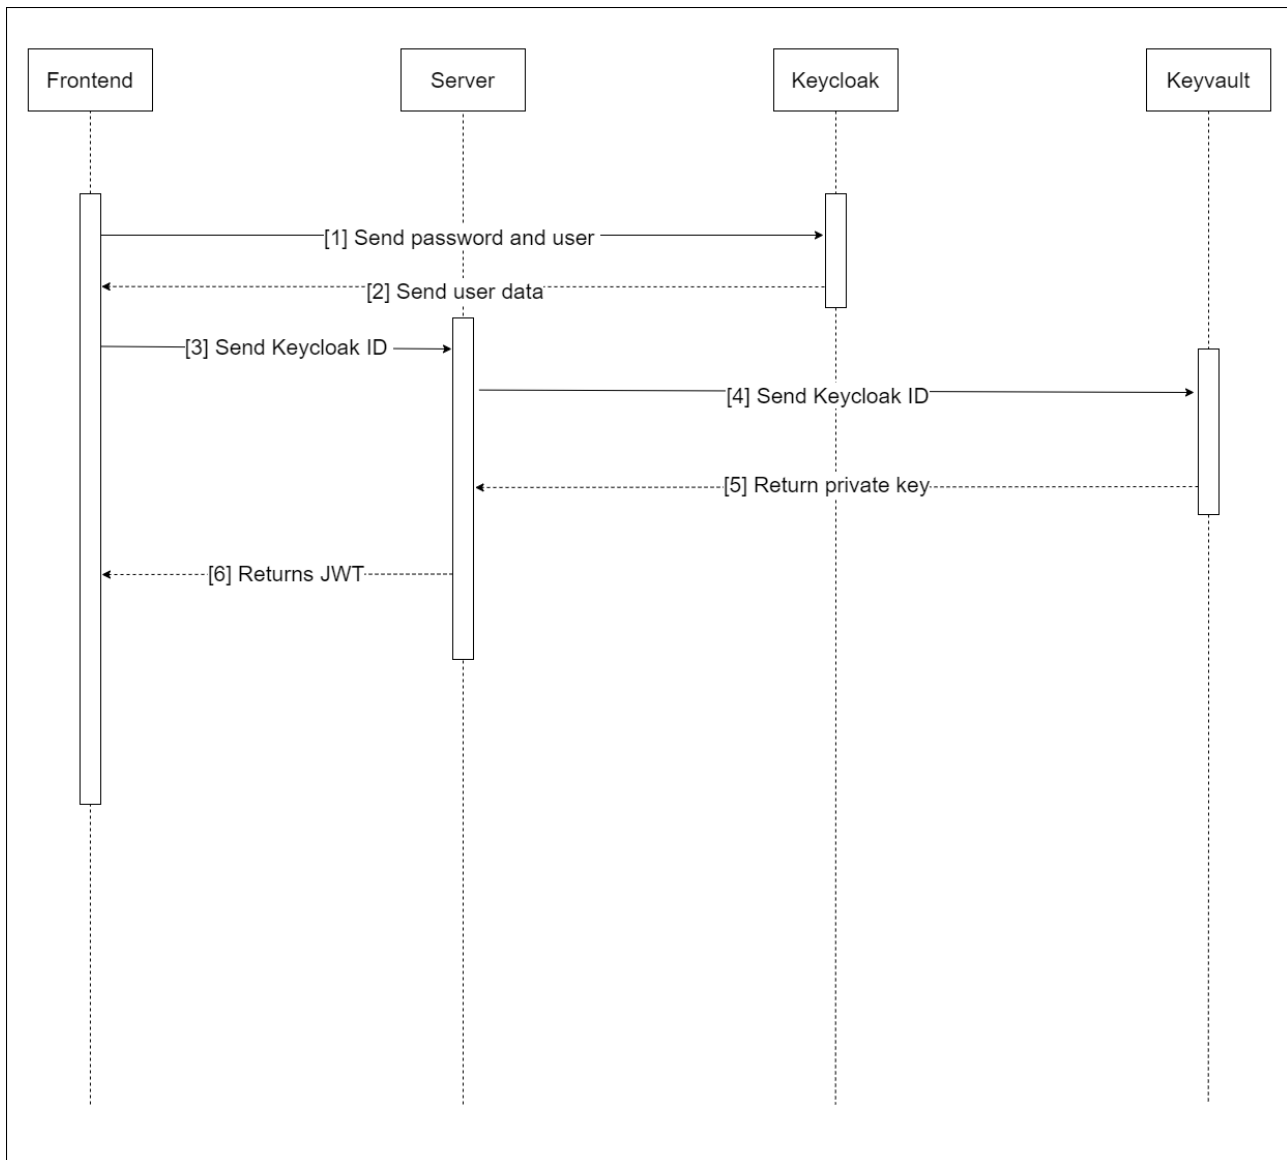 Frontend
Server
Keycloak
Keyvault
[1] Send password and user
[2] Send user data
[3] Send Keycloak ID
[4] Send Keycloak ID
[5] Return private key
[6] Returns JWT